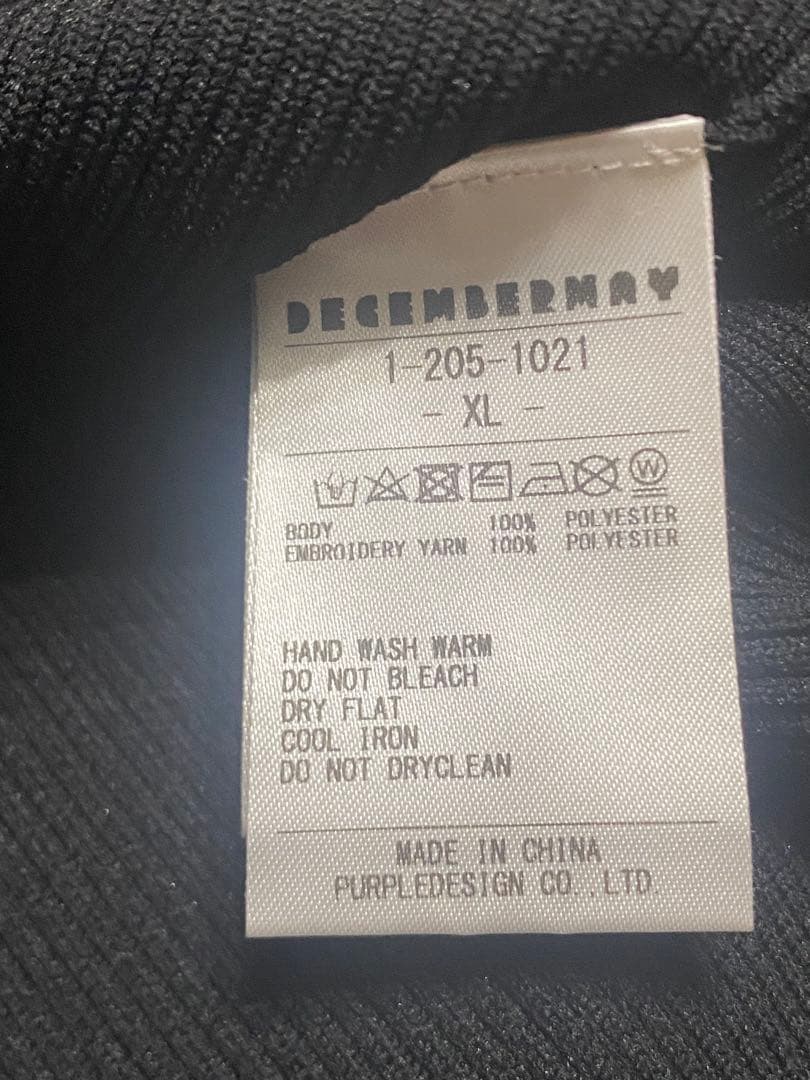 DECEMBERMAY
1-205-1021
- XL -
W
BODY 100% POLYESTER
EMBROIDERY YARN 100% POLYESTER
HAND WASH WARM
DO NOT BLEACH
DRY FLAT
COOL IRON
DO NOT DRYCLEAN
MADE IN CHINA
PURPLEDESIGN CO.,LTD